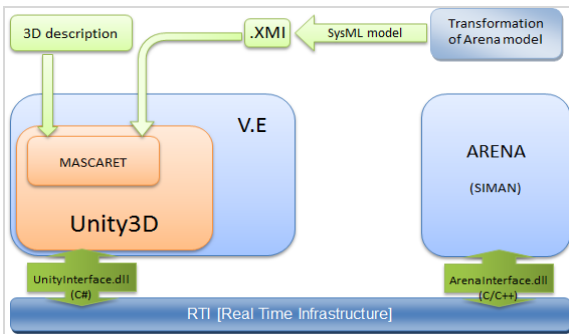 3D description
.XMI
SysML model
Transformation
of Arena model
V.E
MASCARET
Unity3D
ARENA
(SIMAN)
UnityInterface.dll
(C#)
ArenaInterface.dll
(C/C++)
RTI [Real Time Infrastructure]